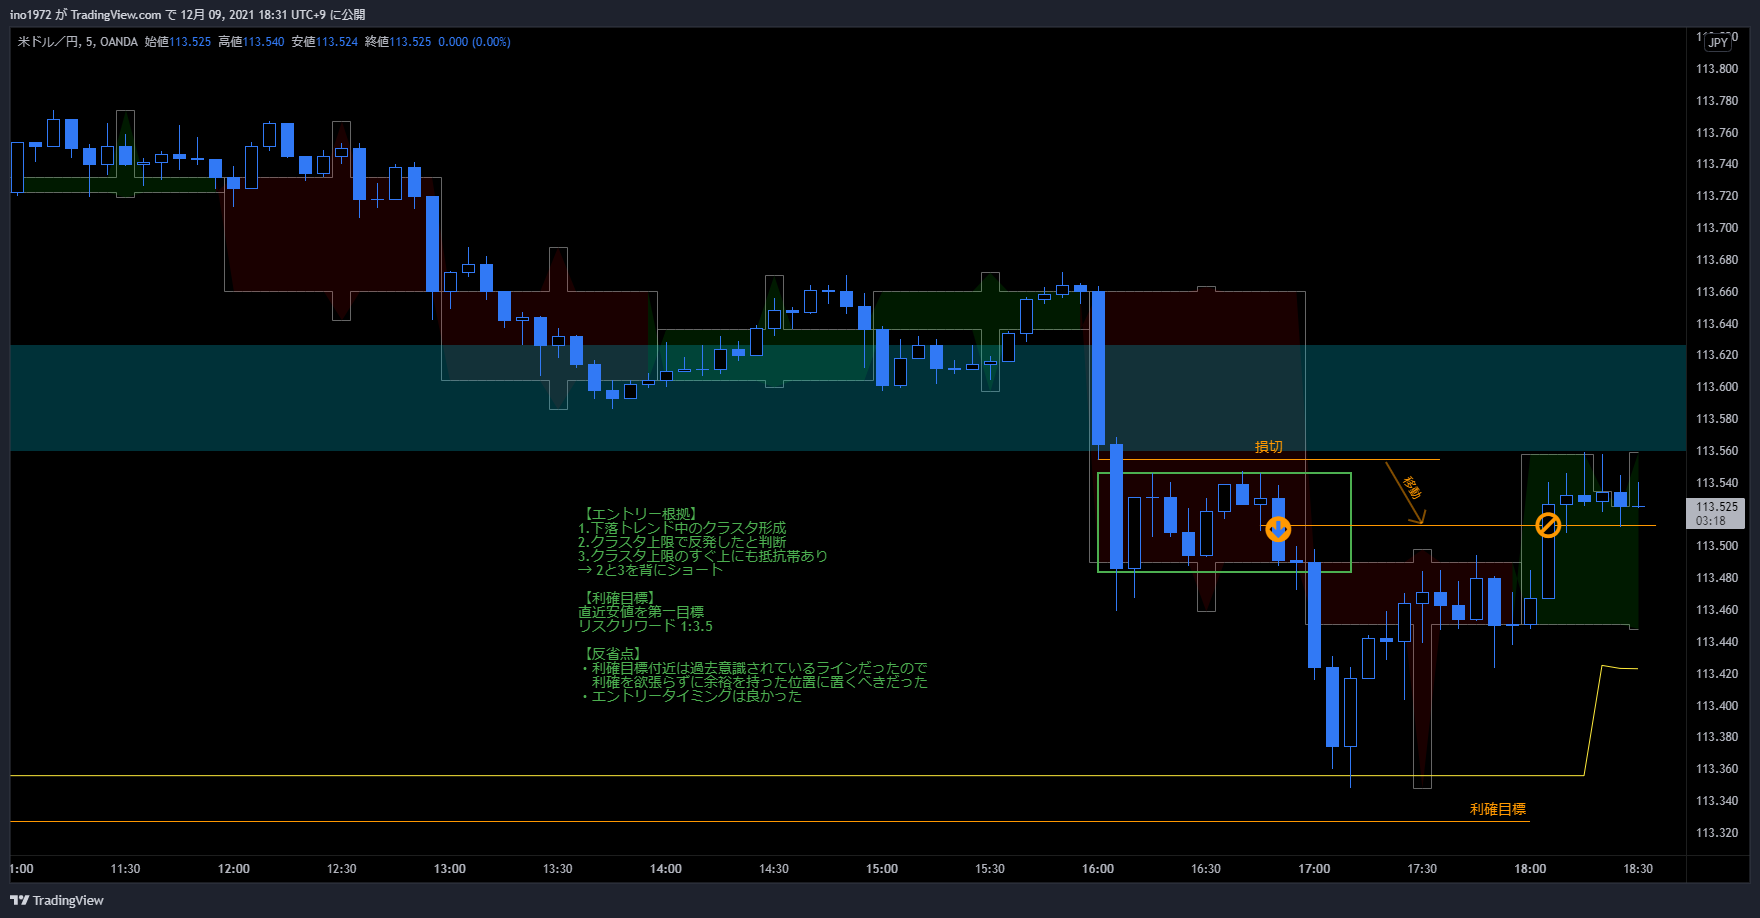 ino1972 が TradingView.com で 12月 09, 2021 18:31 UTC+9 に公開
米ドル／円, 5, OANDA 始値113.525 高値113.540 安値113.524 終値113.525 0.000 (0.00%)
JPY
113.800
113.780
113.760
113.740
113.720
113.700
113.680
113.660
113.640
113.620
113.600
113.580
113.560
113.540
113.525
03:18
113.500
113.480
113.460
113.440
113.420
113.400
113.380
113.360
113.340
113.320
損切
移動
【エントリー根拠】
1.下落トレンド中のクラスタ形成
2.クラスタ上限で反発したと判断
3.クラスタ上限のすぐ上にも抵抗帯あり
→ 2と3を背にショート
【利確目標】
直近安値を第一目標
リスクリワード 1:3.5
【反省点】
・利確目標付近は過去意識されているラインだったので
利確を欲張らずに余裕を持った位置に置くべきだった
・エントリータイミングは良かった
利確目標
1:00 11:30 12:00 12:30 13:00 13:30 14:00 14:30 15:00 15:30 16:00 16:30 17:00 17:30 18:00 18:30
TradingView